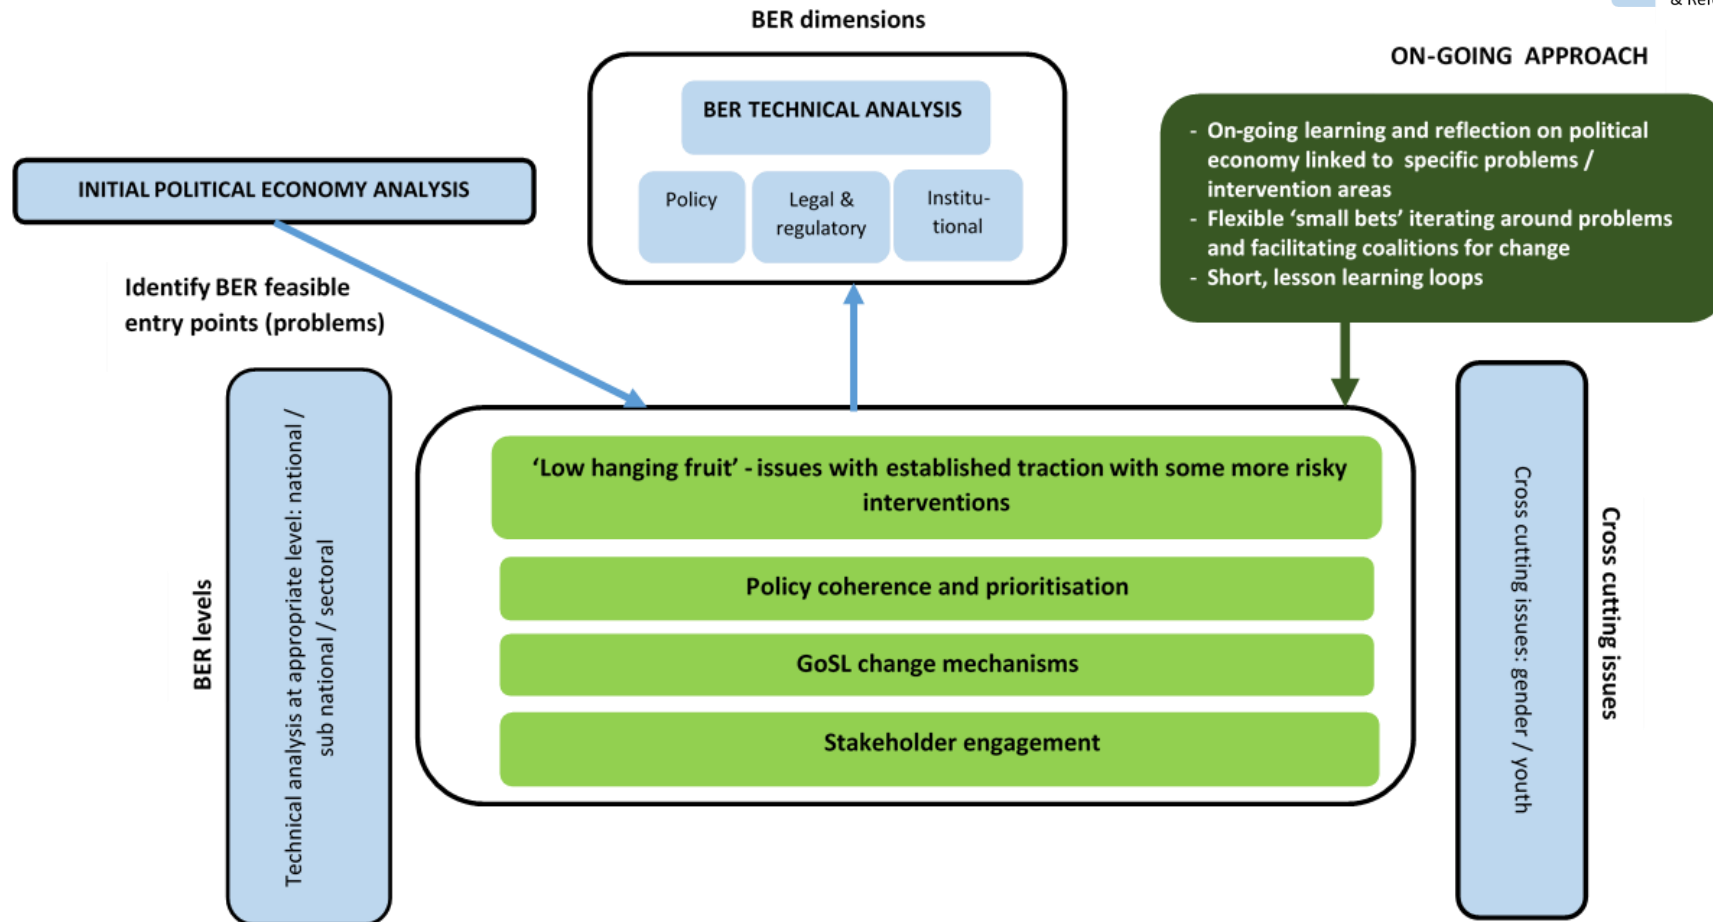 & Ref
BER dimensions
ON-GOING APPROACH
BER TECHNICAL ANALYSIS
Policy
Legal &
regulatory
Institu-
tional
- On-going learning and reflection on political
economy linked to specific problems /
intervention areas
- Flexible ‘small bets’ iterating around problems
and facilitating coalitions for change
- Short, lesson learning loops
INITIAL POLITICAL ECONOMY ANALYSIS
Identify BER feasible
entry points (problems)
BER levels
Technical analysis at appropriate level: national /
sub national / sectoral
‘Low hanging fruit’ - issues with established traction with some more risky
interventions
Policy coherence and prioritisation
GoSL change mechanisms
Stakeholder engagement
Cross cutting issues: gender / youth
Cross cutting issues